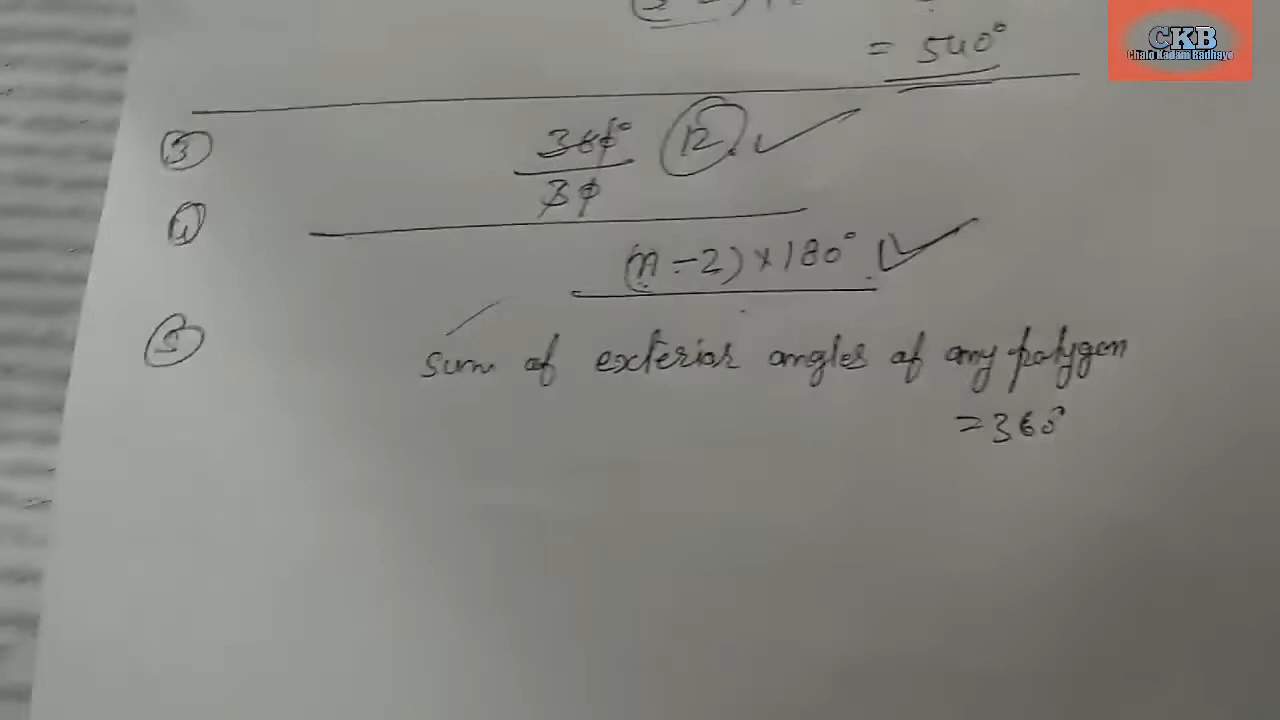 CKB
Chalo Kadam Badhaye
= 540°
③ 360° 12
30
④
(n-2)×180°
⑤ sum of exterior angles of any polygon
=360°